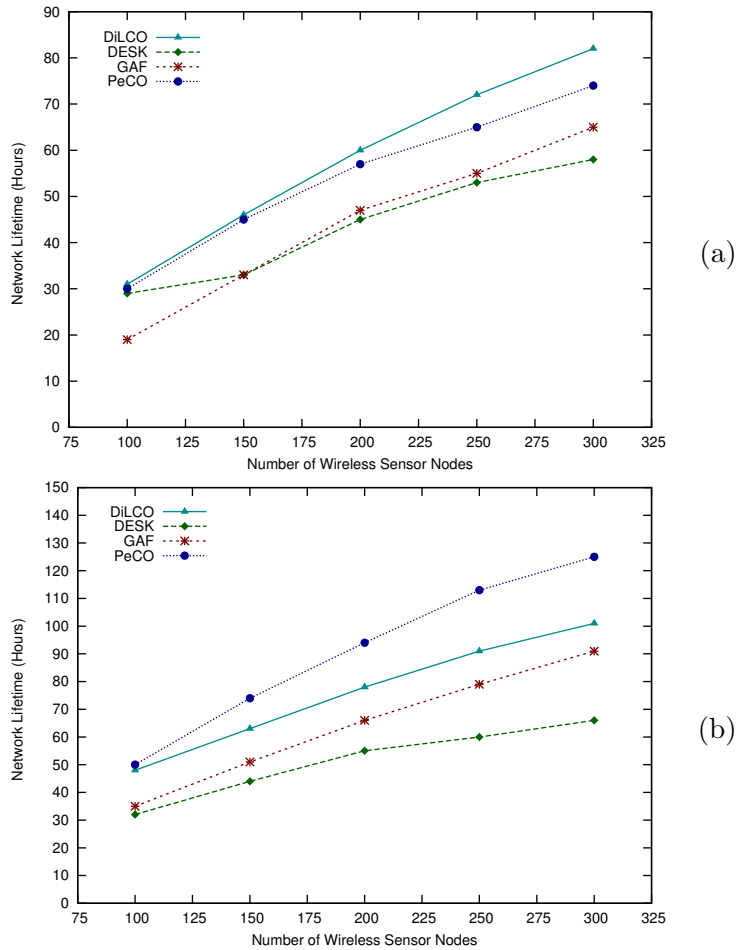 90
80
70
60
50
40
30
20
10
0
Network Lifetime (Hours)
DiLCO
DESK
GAF
PeCO
75 100 125 150 175 200 225 250 275 300 325
Number of Wireless Sensor Nodes
(a)
150
140
130
120
110
100
90
80
70
60
50
40
30
20
10
0
Network Lifetime (Hours)
DiLCO
DESK
GAF
PeCO
75 100 125 150 175 200 225 250 275 300 325
Number of Wireless Sensor Nodes
(b)